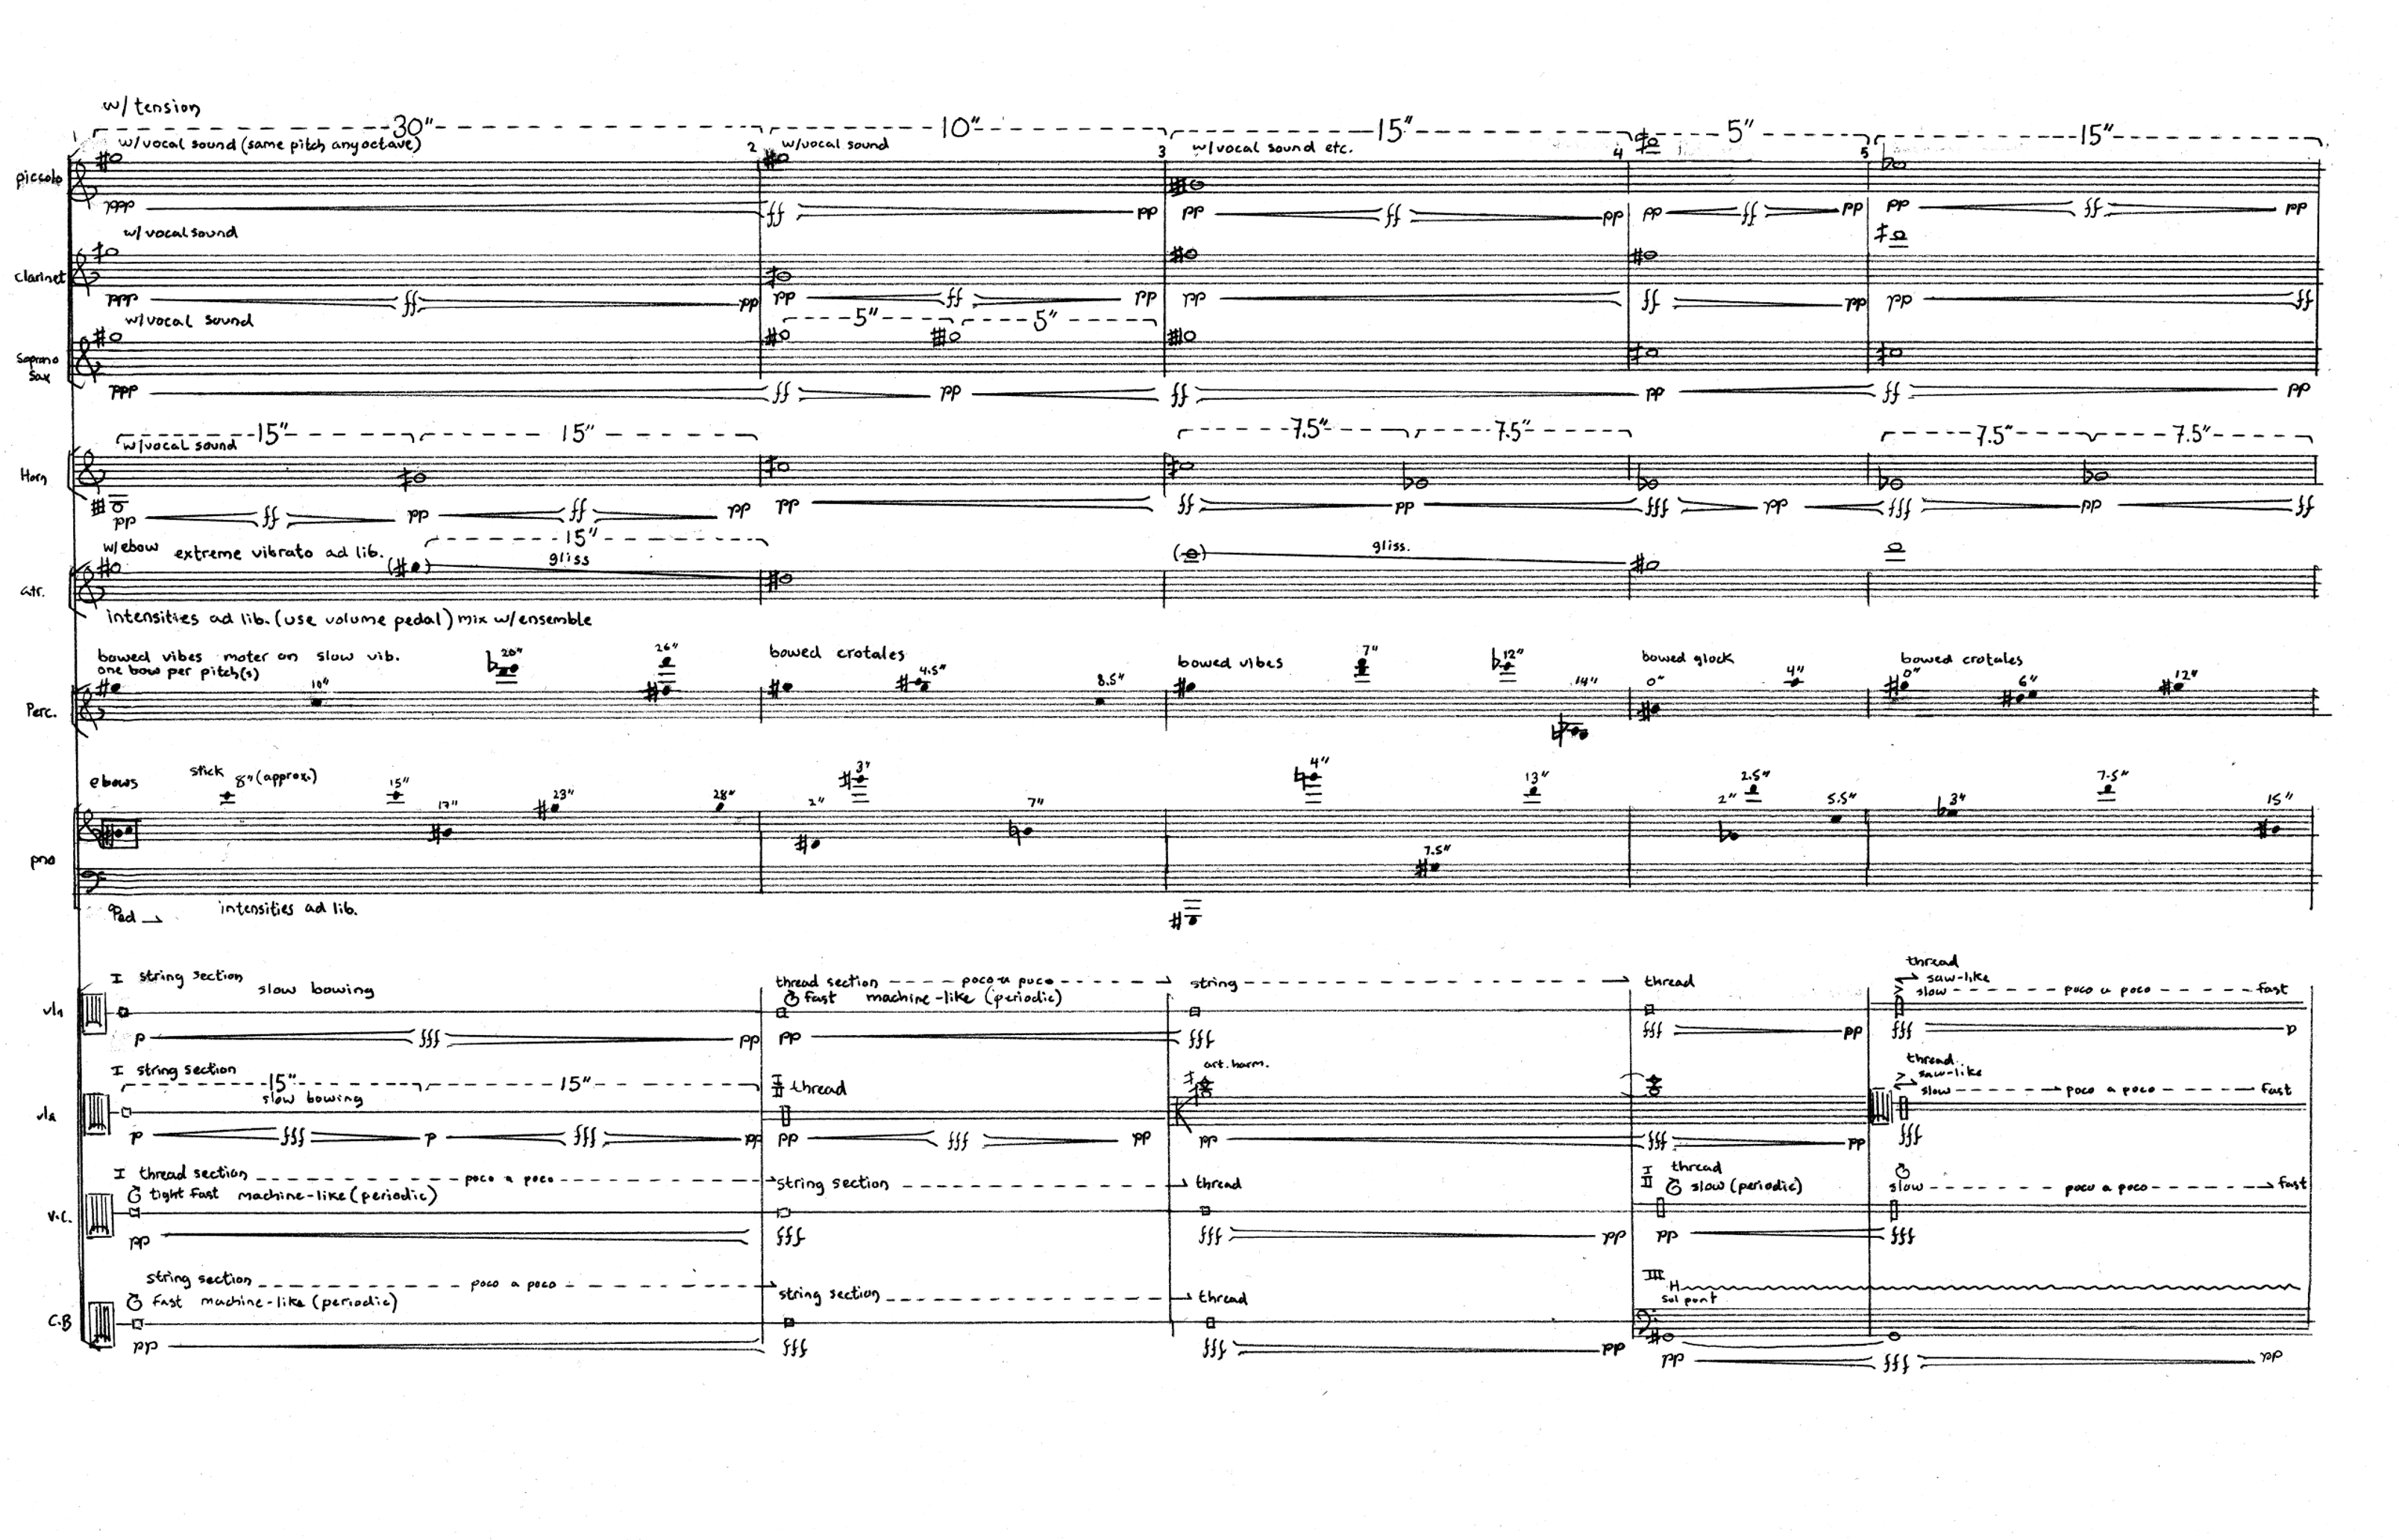 w/ tension
1 30" 10" 15" 5" 15"
w/vocal sound (same pitch any octave) 2 w/vocal sound 3 w/vocal sound etc. 4 5
piccolo
ppp ff pp pp ff pp pp ff pp pp ff pp
w/vocal sound
Clarinet
ppp ff pp pp ff pp pp ff pp pp ff
w/vocal sound 5" 5"
Soprano
Sax
ppp ff pp ff pp ff pp
15" 15" 7.5" 7.5" 7.5" 7.5"
w/vocal sound
Horn
pp ff pp ff pp pp ff pp fff pp fff pp ff
15"
w/ebow extreme vibrato ad lib. gliss gliss.
Gtr.
intensities ad lib. (use volume pedal) mix w/ensemble
bowed vibes moter on slow vib. 20" 26" bowed crotales bowed vibes 7" 12" bowed glock bowed crotales
one bow per pitch(s) 10" 4.5" 8.5" 14" 0" 4" 0" 6" 12"
Perc.
ebows stick 8" (approx.) 15" 17" 23" 28" 2" 3" 7" 4" 7.5" 13" 2" 2.5" 5.5" 3" 7.5" 15"
pno
Ped intensities ad lib.
I string section slow bowing thread section poco a poco string thread thread
saw-like
fast machine-like (periodic) slow poco a poco fast
vln
p fff pp pp fff fff pp fff p
I string section art. harm. thread
saw-like
15" 15" I II thread slow poco a poco fast
slow bowing
vla
p fff p fff pp pp fff pp pp fff pp fff
I thread section poco a poco string section thread I II thread
tight fast machine-like (periodic) slow (periodic) slow poco a poco fast
v.c.
pp fff fff pp pp fff
string section poco a poco string section thread III H
fast machine-like (periodic) sul pont
C.B
pp fff fff pp pp fff pp